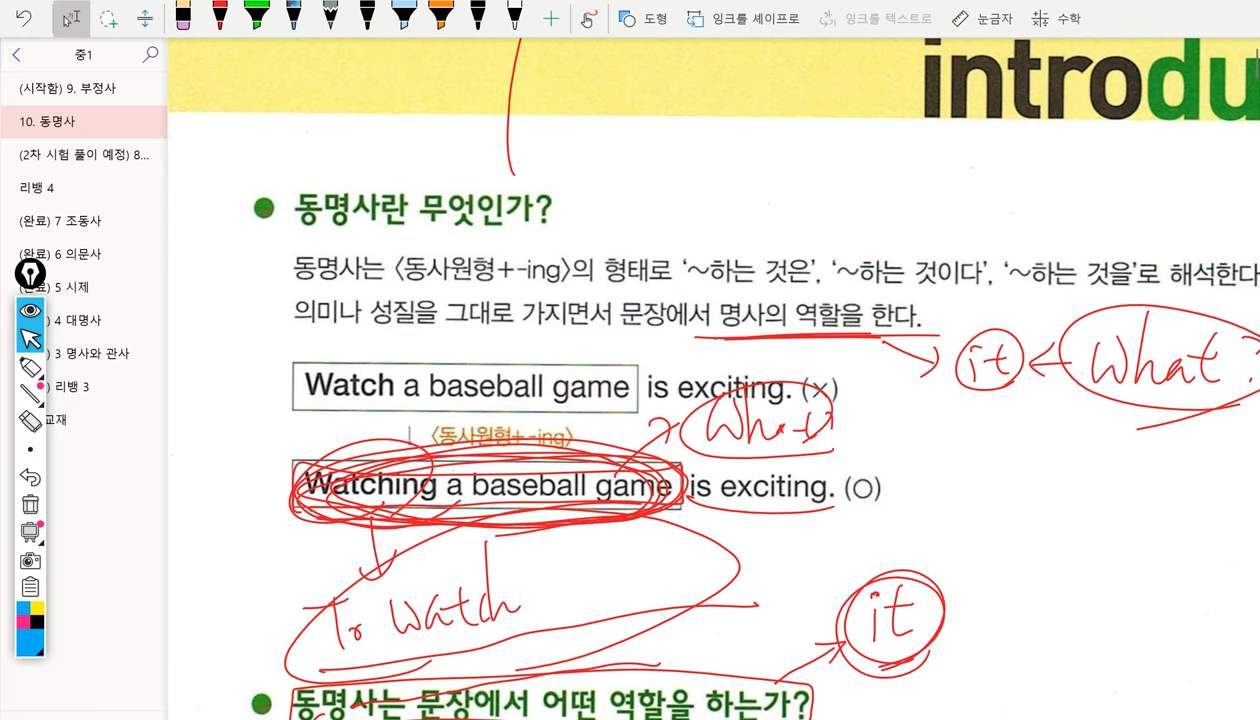 도형
잉크를 셰이프로
잉크를 텍스트로
눈금자
수학
중1
(시작함) 9. 부정사
10. 동명사
(2차 시험 풀이 예정) 8...
리뱅 4
(완료) 7 조동사
(완료) 6 의문사
5 시제
) 4 대명사
) 3 명사와 관사
) 리뱅 3
교재
introdu
동명사란 무엇인가?
동명사는 〈동사원형+-ing〉의 형태로 ‘~하는 것은’, ‘~하는 것이다’, ‘~하는 것을’로 해석한다
의미나 성질을 그대로 가지면서 문장에서 명사의 역할을 한다.
it What?
Watch a baseball game is exciting. (×)
〈동사원형+-ing〉
What
Watching a baseball game is exciting. (○)
To watch
it
동명사는 문장에서 어떤 역할을 하는가?